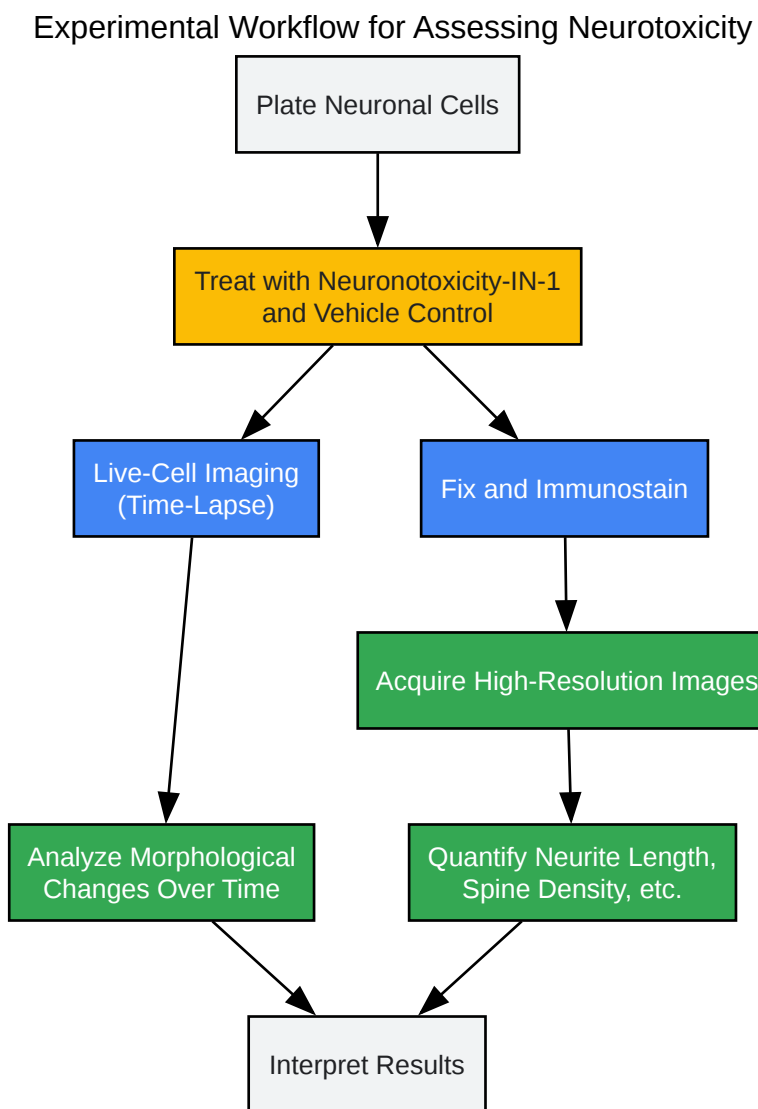 Experimental Workflow for Assessing Neurotoxicity
Plate Neuronal Cells
Treat with Neuronotoxicity-IN-1
and Vehicle Control
Live-Cell Imaging
(Time-Lapse)
Fix and Immunostain
Acquire High-Resolution Images
Analyze Morphological
Changes Over Time
Quantify Neurite Length,
Spine Density, etc.
Interpret Results